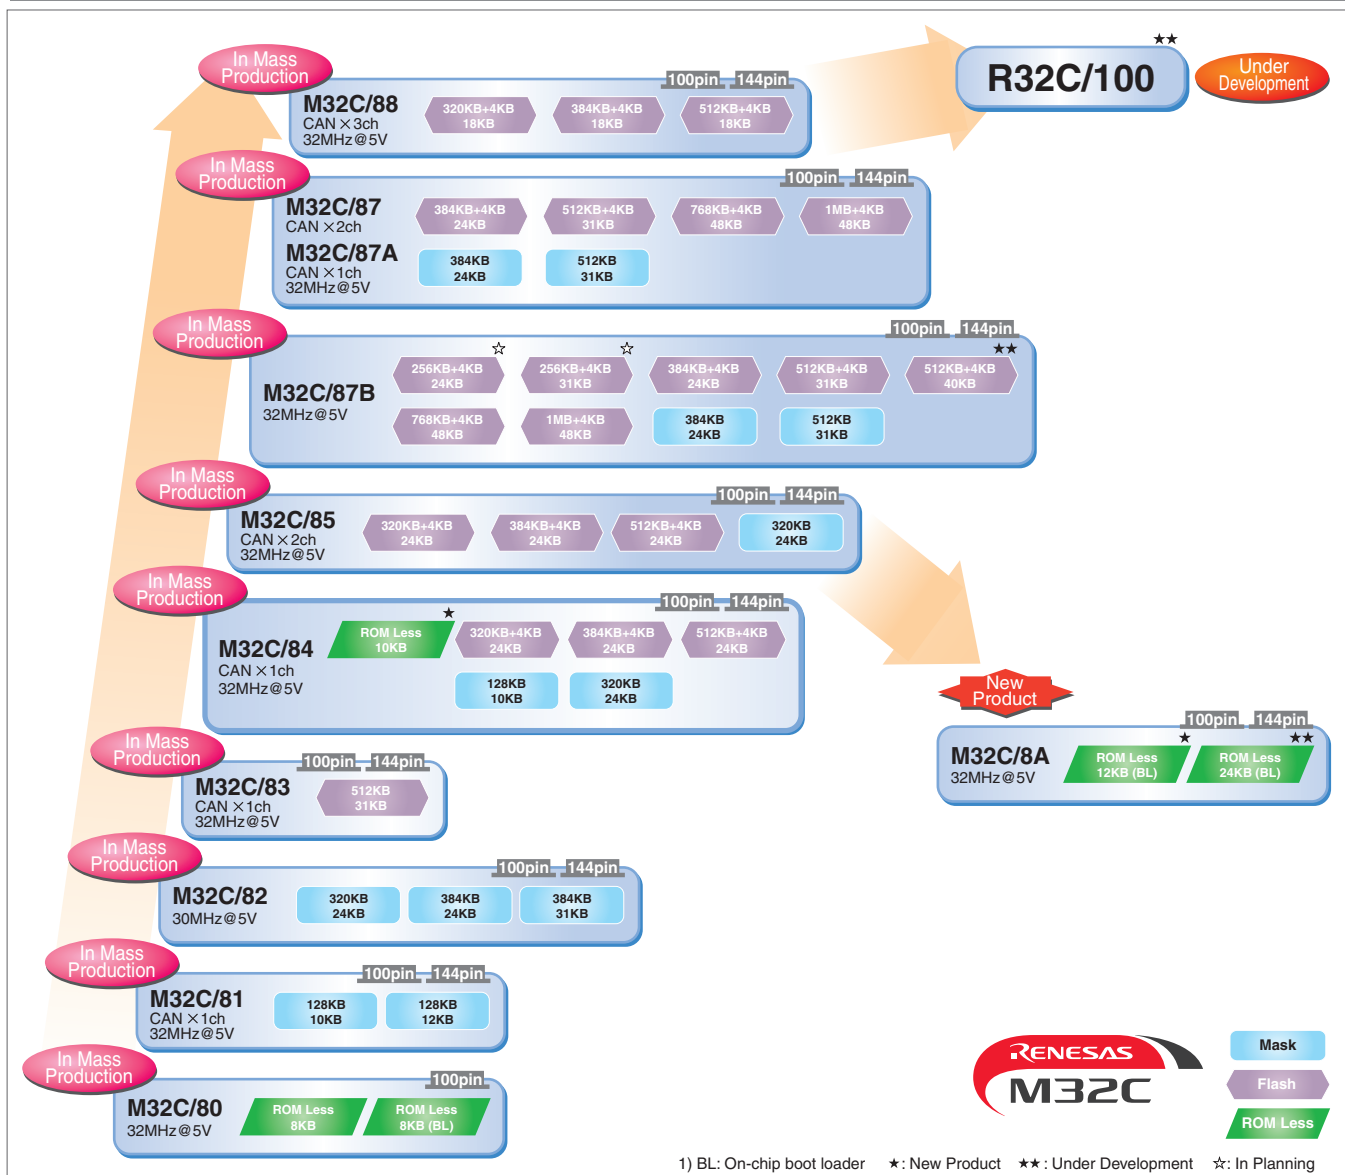 In Mass
Production
100pin 144pin
M32C/88
CAN×3ch
32MHz@5V
320KB+4KB
18KB
384KB+4KB
18KB
512KB+4KB
18KB
★★
R32C/100
Under
Development
In Mass
Production
100pin 144pin
M32C/87
CAN×2ch
M32C/87A
CAN×1ch
32MHz@5V
384KB+4KB
24KB
512KB+4KB
31KB
768KB+4KB
48KB
1MB+4KB
48KB
384KB
24KB
512KB
31KB
In Mass
Production
100pin 144pin
M32C/87B
32MHz@5V
☆
256KB+4KB
24KB
☆
256KB+4KB
31KB
384KB+4KB
24KB
512KB+4KB
31KB
★★
512KB+4KB
40KB
768KB+4KB
48KB
1MB+4KB
48KB
384KB
24KB
512KB
31KB
In Mass
Production
100pin 144pin
M32C/85
CAN×2ch
32MHz@5V
320KB+4KB
24KB
384KB+4KB
24KB
512KB+4KB
24KB
320KB
24KB
In Mass
Production
100pin 144pin
M32C/84
CAN×1ch
32MHz@5V
★
ROM Less
10KB
320KB+4KB
24KB
384KB+4KB
24KB
512KB+4KB
24KB
128KB
10KB
320KB
24KB
New
Product
100pin 144pin
M32C/8A
32MHz@5V
★
ROM Less
12KB (BL)
★★
ROM Less
24KB (BL)
In Mass
Production
100pin 144pin
M32C/83
CAN×1ch
32MHz@5V
512KB
31KB
In Mass
Production
100pin 144pin
M32C/82
30MHz@5V
320KB
24KB
384KB
24KB
384KB
31KB
In Mass
Production
100pin 144pin
M32C/81
CAN×1ch
32MHz@5V
128KB
10KB
128KB
12KB
In Mass
Production
100pin
M32C/80
32MHz@5V
ROM Less
8KB
ROM Less
8KB (BL)
RENESAS
M32C
Mask
Flash
ROM Less
1) BL: On-chip boot loader ★: New Product ★★: Under Development ☆: In Planning